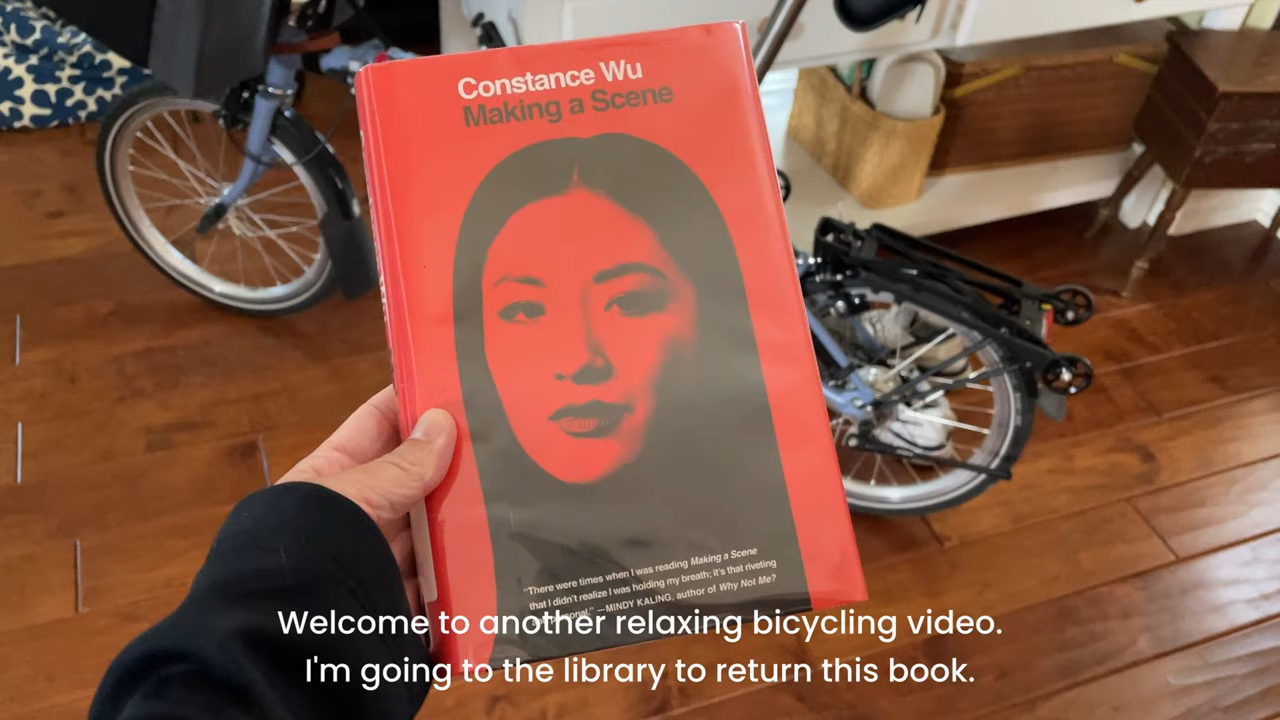 Constance Wu
Making a Scene
"There were times when I was reading Making a Scene
that I didn't realize I was holding my breath; it's that riveting
personal." —MINDY KALING, author of Why Not Me?
Welcome to another relaxing bicycling video.
I'm going to the library to return this book.